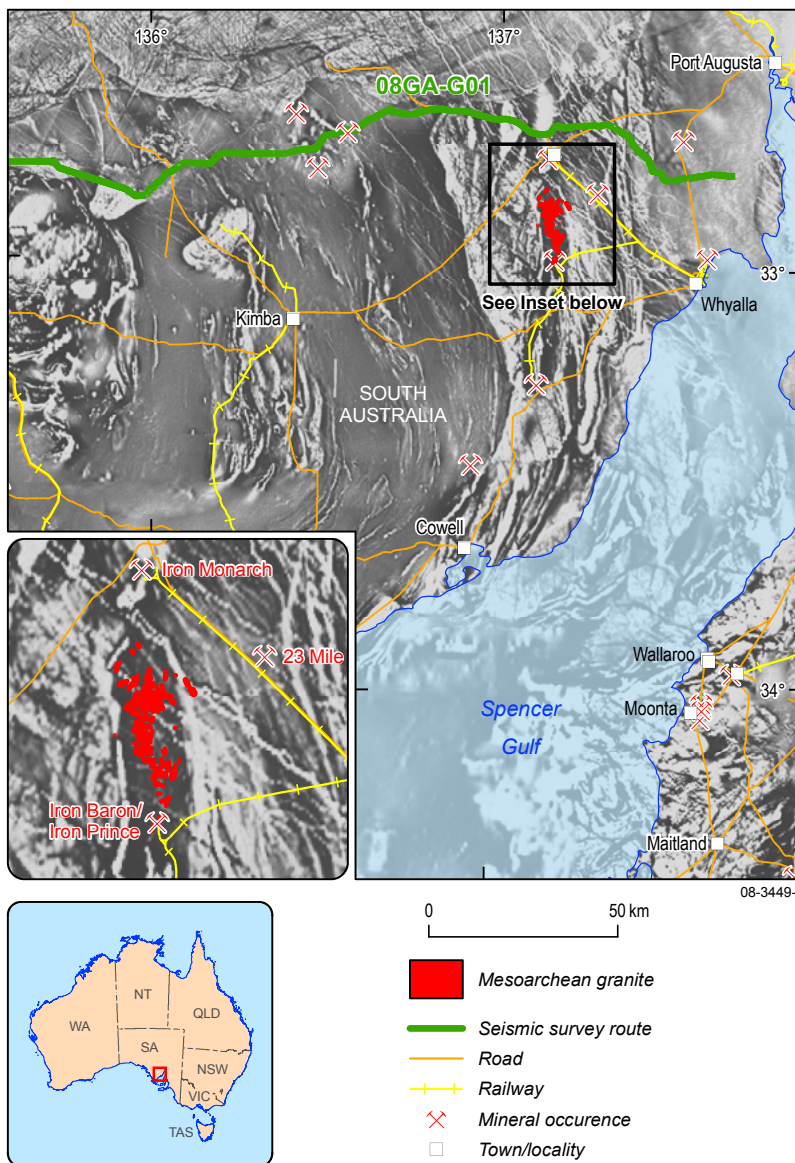 136°
137°
Port Augusta
08GA-G01
33°
See Inset below
Whyalla
Kimba
SOUTH
AUSTRALIA
Cowell
Iron Monarch
23 Mile
Iron Baron/
Iron Prince
Wallaroo
34°
Moonta
Spencer
Gulf
Maitland
08-3449-
0
50 km
Mesoarchean granite
Seismic survey route
Road
Railway
Mineral occurence
Town/locality
WA
NT
QLD
SA
NSW
VIC
TAS